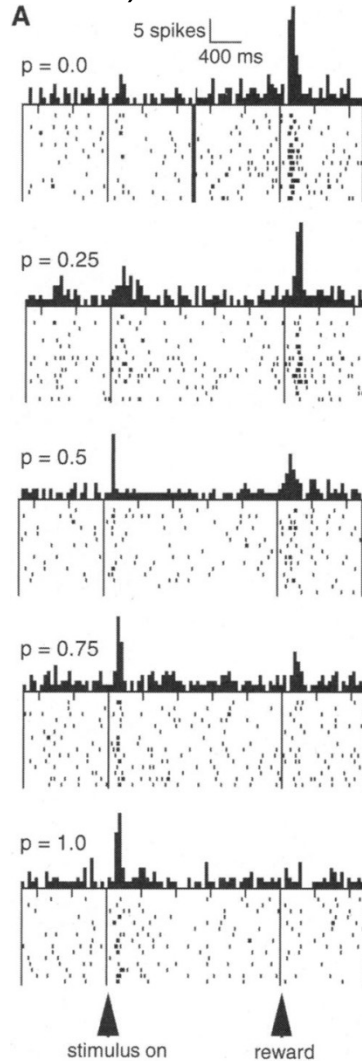 A
5 spikes
400 ms
p = 0.0
p = 0.25
p = 0.5
p = 0.75
p = 1.0
stimulus on
reward